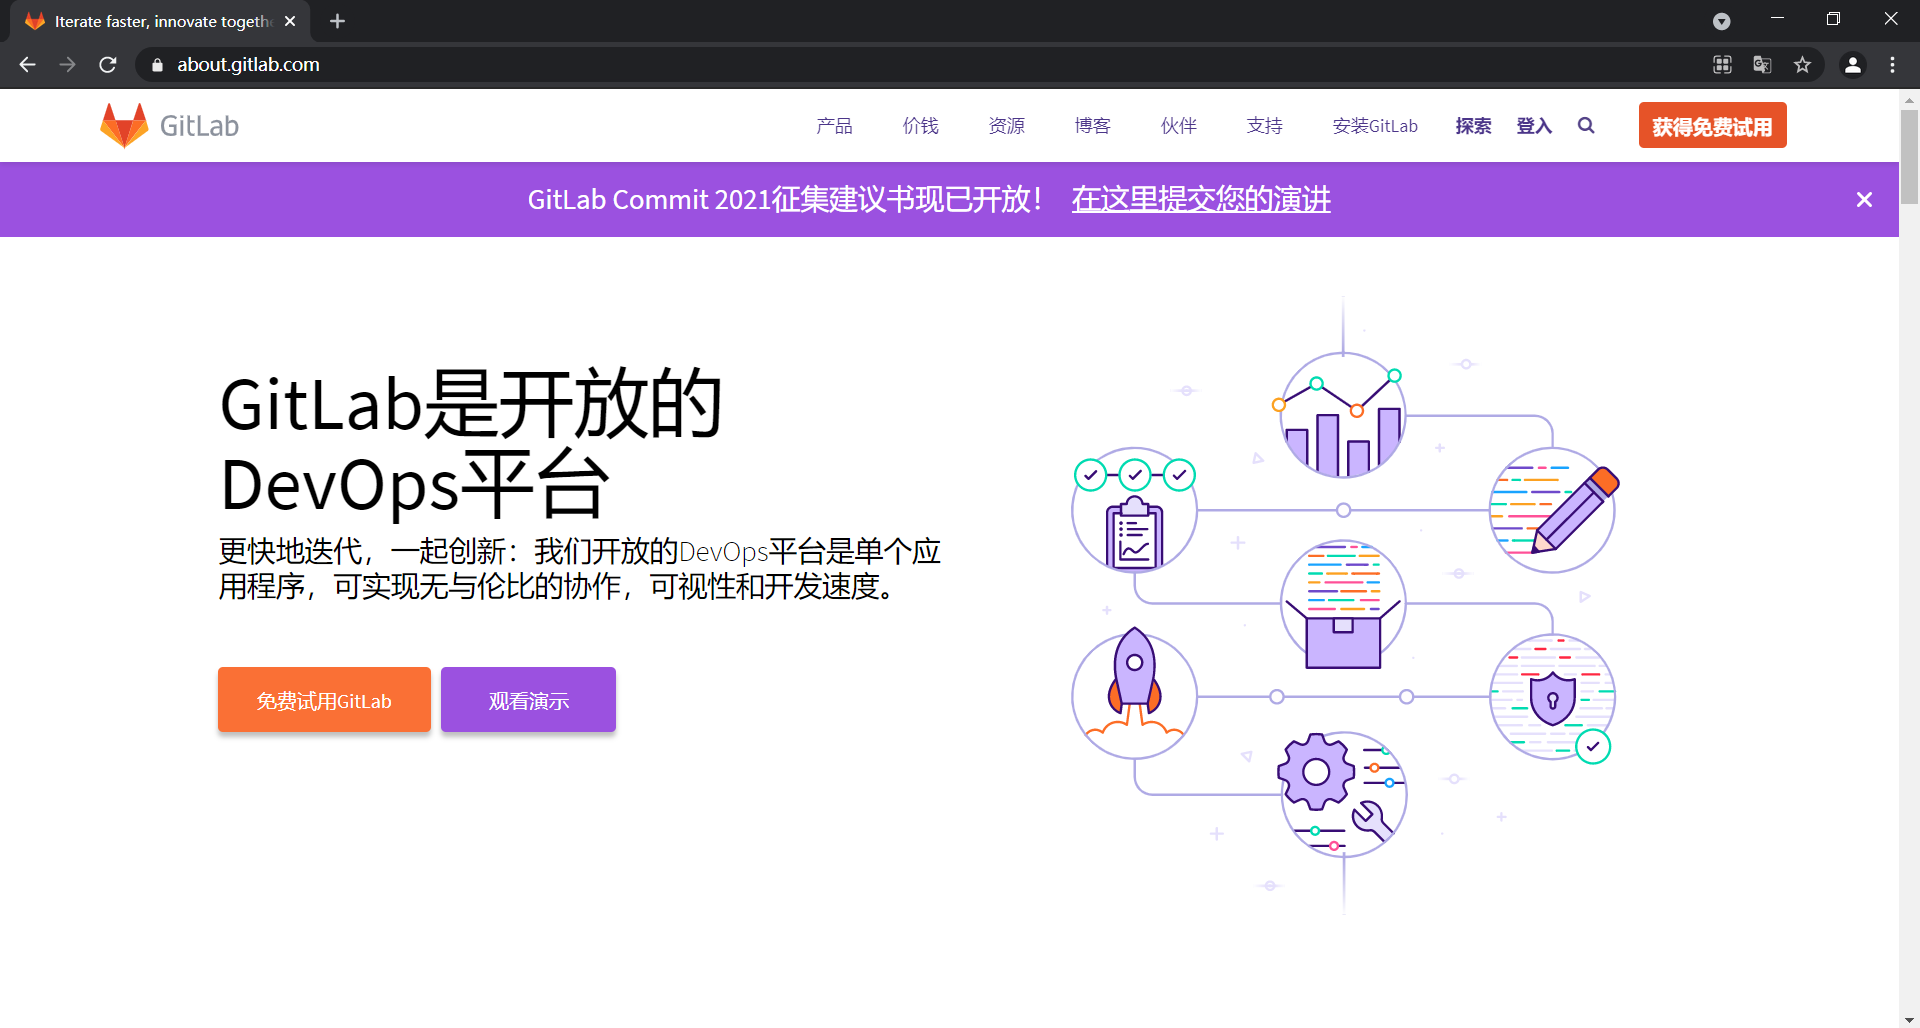 Iterate faster, innovate togeth
about.gitlab.com
GitLab
产品 价钱 资源 博客 伙伴 支持 安装GitLab 探索 登入 获得免费试用
GitLab Commit 2021征集建议书现已开放！ 在这里提交您的演讲
GitLab是开放的
DevOps平台
更快地迭代，一起创新：我们开放的DevOps平台是单个应
用程序，可实现无与伦比的协作，可视性和开发速度。
免费试用GitLab 观看演示